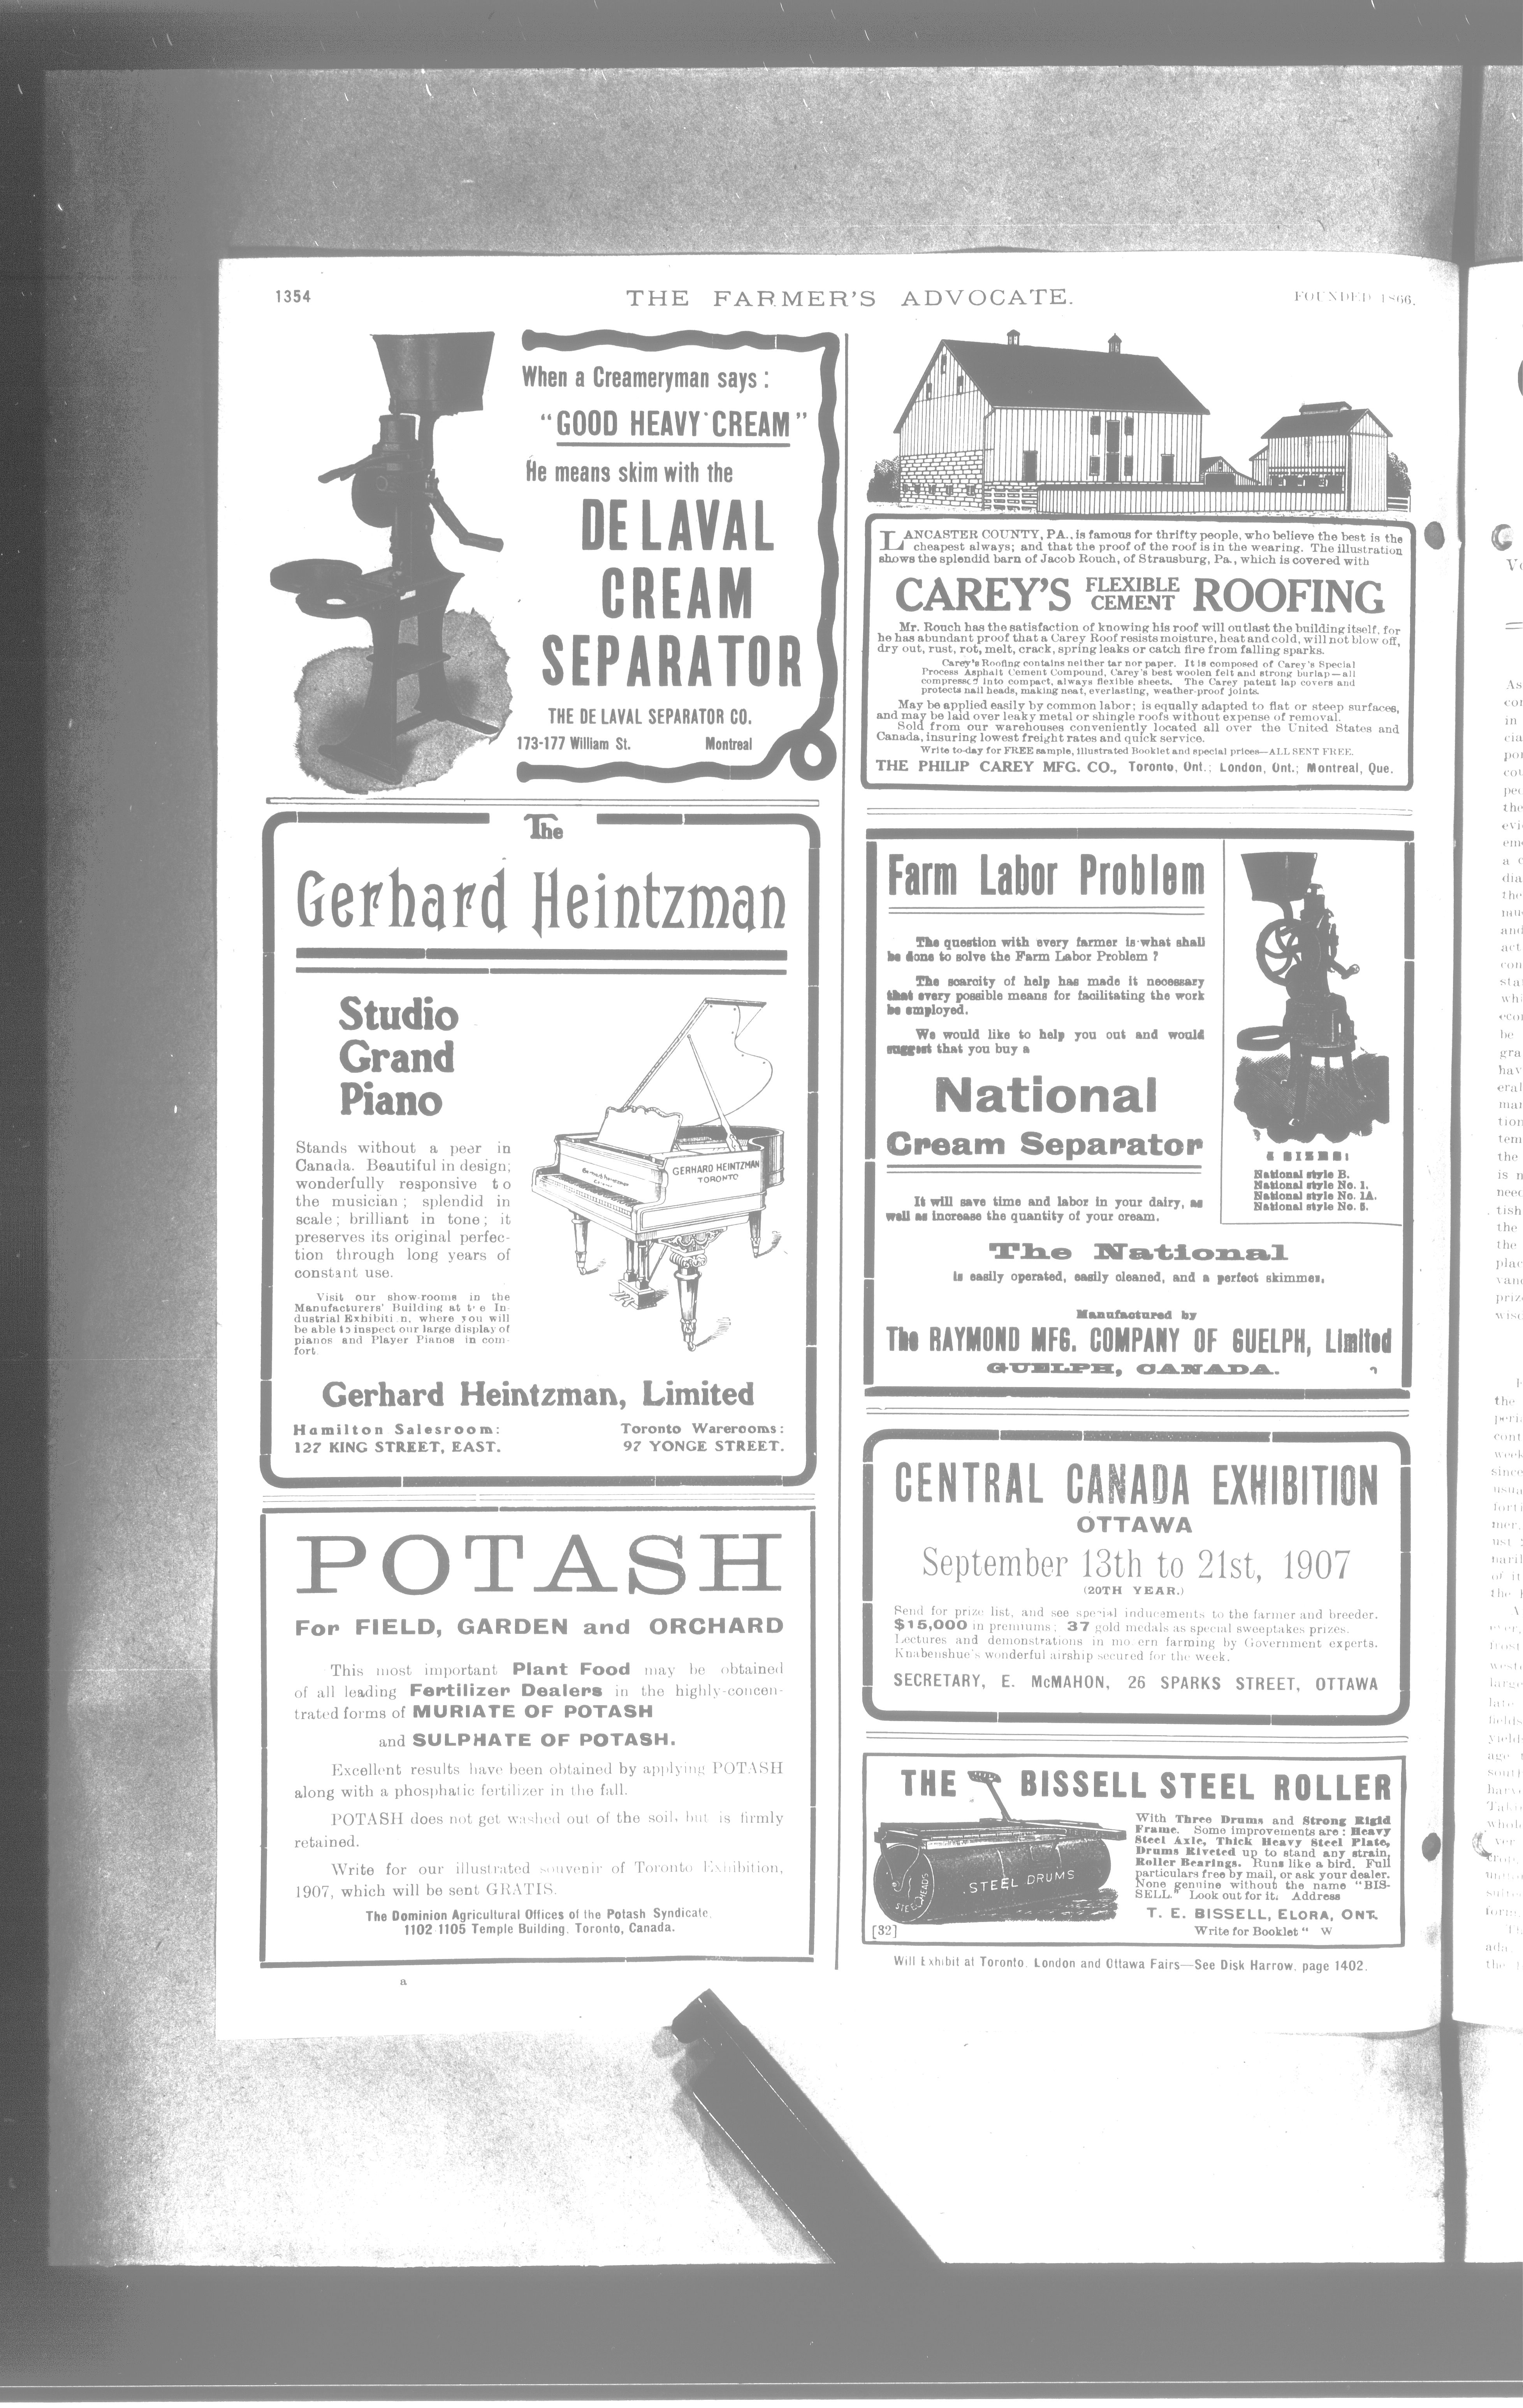 1354
THE FARMER'S ADVOCATE.
FOUNDED 1866.
When a Creameryman says:
"GOOD HEAVY CREAM"
He means skim with the
DE LAVAL
CREAM
SEPARATOR
THE DE LAVAL SEPARATOR CO.
173-177 William St. Montreal
The
Gerhard Heintzman
Studio
Grand
Piano
Stands without a peer in
Canada. Beautiful in design;
wonderfully responsive to
the musician; splendid in
scale; brilliant in tone; it
preserves its original perfec-
tion through long years of
constant use.
Visit our show-rooms in the
Manufacturers' Building at the In-
dustrial Exhibition, where you will
be able to inspect our large display of
pianos and Player Pianos in com-
fort.
GERHARD HEINTZMAN
TORONTO
Gerhard Heintzman, Limited
Hamilton Salesroom:
127 KING STREET, EAST.
Toronto Warerooms:
97 YONGE STREET.
POTASH
For FIELD, GARDEN and ORCHARD
This most important Plant Food may be obtained
of all leading Fertilizer Dealers in the highly-concen-
trated forms of MURIATE OF POTASH
and SULPHATE OF POTASH.
Excellent results have been obtained by applying POTASH
along with a phosphatic fertilizer in the fall.
POTASH does not get washed out of the soil, but is firmly
retained.
Write for our illustrated souvenir of Toronto Exhibition,
1907, which will be sent GRATIS.
The Dominion Agricultural Offices of the Potash Syndicate,
1102 1105 Temple Building, Toronto, Canada.
a
LANCASTER COUNTY, PA., is famous for thrifty people, who believe the best is the
cheapest always; and that the proof of the roof is in the wearing. The illustration
shows the splendid barn of Jacob Rouch, of Strausburg, Pa., which is covered with
CAREY'S FLEXIBLE CEMENT ROOFING
Mr. Rouch has the satisfaction of knowing his roof will outlast the building itself, for
he has abundant proof that a Carey Roof resists moisture, heat and cold, will not blow off,
dry out, rust, rot, melt, crack, spring leaks or catch fire from falling sparks.
Carey's Roofing contains neither tar nor paper. It is composed of Carey's Special
Process Asphalt Cement Compound, Carey's best woolen felt and strong burlap—all
compressed into compact, always flexible sheets. The Carey patent lap covers and
protects nail heads, making neat, everlasting, weather-proof joints.
May be applied easily by common labor; is equally adapted to flat or steep surfaces,
and may be laid over leaky metal or shingle roofs without expense of removal.
Sold from our warehouses conveniently located all over the United States and
Canada, insuring lowest freight rates and quick service.
Write to-day for FREE sample, illustrated Booklet and special prices—ALL SENT FREE.
THE PHILIP CAREY MFG. CO., Toronto, Ont.; London, Ont.; Montreal, Que.
Farm Labor Problem
The question with every farmer is what shall
be done to solve the Farm Labor Problem?
The scarcity of help has made it necessary
that every possible means for facilitating the work
be employed.
We would like to help you out and would
suggest that you buy a
National
Cream Separator
It will save time and labor in your dairy, as
well as increase the quantity of your cream.
4 SIZES:
National style B.
National style No. 1.
National style No. 1A.
National style No. 5.
The National
is easily operated, easily cleaned, and a perfect skimmer,
Manufactured by
The RAYMOND MFG. COMPANY OF GUELPH, Limited
GUELPH, CANADA.
CENTRAL CANADA EXHIBITION
OTTAWA
September 13th to 21st, 1907
(20TH YEAR.)
Send for prize list, and see special inducements to the farmer and breeder.
$15,000 in premiums; 37 gold medals as special sweeptakes prizes.
Lectures and demonstrations in modern farming by Government experts.
Knabenshue's wonderful airship secured for the week.
SECRETARY, E. McMAHON, 26 SPARKS STREET, OTTAWA
THE BISSELL STEEL ROLLER
With Three Drums and Strong Rigid
Frame. Some improvements are: Heavy
Steel Axle, Thick Heavy Steel Plate,
Drums Riveted up to stand any strain,
Roller Bearings. Runs like a bird. Full
particulars free by mail, or ask your dealer.
None genuine without the name "BIS-
SELL." Look out for it. Address
T. E. BISSELL, ELORA, ONT.
Write for Booklet " W
STEEL HEADS
STEEL DRUMS
[32]
Will Exhibit at Toronto, London and Ottawa Fairs—See Disk Harrow, page 1402.